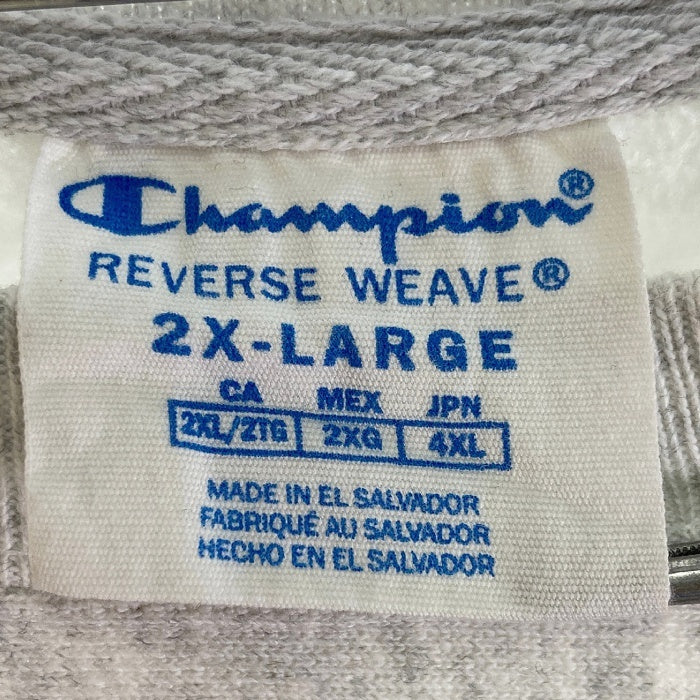 Champion®
REVERSE WEAVE®
2X-LARGE
CA MEX JPN
2XL/2TG 2XG 4XL
MADE IN EL SALVADOR
FABRIQUÉ AU SALVADOR
HECHO EN EL SALVADOR